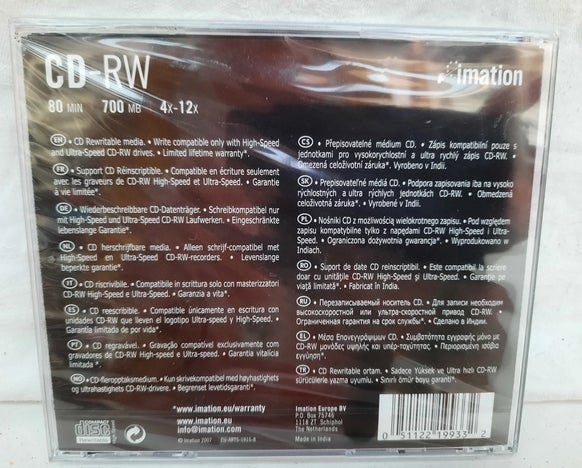 CD-RW
imation
80 MIN 700 MB 4x-12x
EN • CD Rewritable media. • Write compatible only with High-Speed
and Ultra-Speed CD-RW drives. • Limited lifetime warranty*.
FR • Support CD Réinscriptible. • Compatible en écriture seulement
avec les graveurs de CD-RW High-Speed et Ultra-Speed. • Garantie
à vie limitée*.
DE • Wiederbeschreibbare CD-Datenträger. • Schreibkompatibel nur
mit High-Speed und Ultra-Speed CD-RW Laufwerken. • Eingeschränkte
lebenslange Garantie*.
NL • CD herschrijfbare media. • Alleen schrijf-compatibel met
High-Speed en Ultra-Speed CD-RW-recorders. • Levenslange
beperkte garantie*.
IT • CD riscrivibile. • Compatibile in scrittura solo con masterizzatori
CD-RW High-Speed e Ultra-Speed. • Garanzia a vita*.
ES • CD reescribible. • Compatible únicamente en escritura con
unidades CD-RW que lleven el logotipo Ultra-speed y High-Speed. •
Garantía limitada de por vida*.
PT • CD regravável. • Gravação compatível exclusivamente com
gravadores de CD-RW High-Speed e Ultra-speed. • Garantia vitalícia
limitada *.
NO • CD-fleropptaksmedium. • Kun skrivekompatibel med høyhastighets
og ultrahastighets CD-RW-drivere. • Begrenset levetidsgaranti*.
CS • Přepisovatelné médium CD. • Zápis kompatibilní pouze s
jednotkami pro vysokorychlostní a ultra rychlý zápis CD-RW. •
Omezená celoživotní záruka*. • Vyrobeno v Indii.
SK • Prepisovateľné médiá CD. • Podpora zapisovania iba na vysoko
rýchlostných a ultra rýchlostných jednotkách CD-RW. • Obmedzená
celoživotná záruka*. • Vyrobené v Indii.
PL • Nośniki CD z możliwością wielokrotnego zapisu. • Pod względem
zapisu kompatybilne tylko z napędami CD-RW High-Speed i Ultra-
Speed. • Ograniczona dożywotnia gwarancja*. • Wyprodukowano w
Indiach.
RO • Suport de date CD reinscriptibil. • Este compatibil la scriere
doar cu unităţile CD-RW High-Speed şi Ultra-Speed. • Garanţie pe
viaţă limitată*. • Fabricat în India.
RU • Перезаписываемый носитель CD. • Для записи необходим
высокоскоростной или ультра-скоростной привод CD-RW. •
Ограниченная гарантия на срок службы*. • Сделано в Индии.
EL • Μέσα Επανεγγράψιμων CD. • Συμβατότητα εγγραφής μόνο με
CD-RW μονάδες υψηλής και υπέρ-ταχύτητας. • Περιορισμένη ισόβια
εγγύηση*.
TR • CD Rewritable ortam. • Sadece Yüksek ve Ultra hızlı CD-RW
sürücülerle yazma uyumlu. • Sınırlı ömür boyu garanti*.
COMPACT
disc
ReWritable
*www.imation.eu/warranty
www.imation.eu
info@imation.eu
© Imation 2007
Imation Europe BV
P.O. Box 75746
1118 ZT Schiphol
The Netherlands
Made in India
0 51122 19933 2